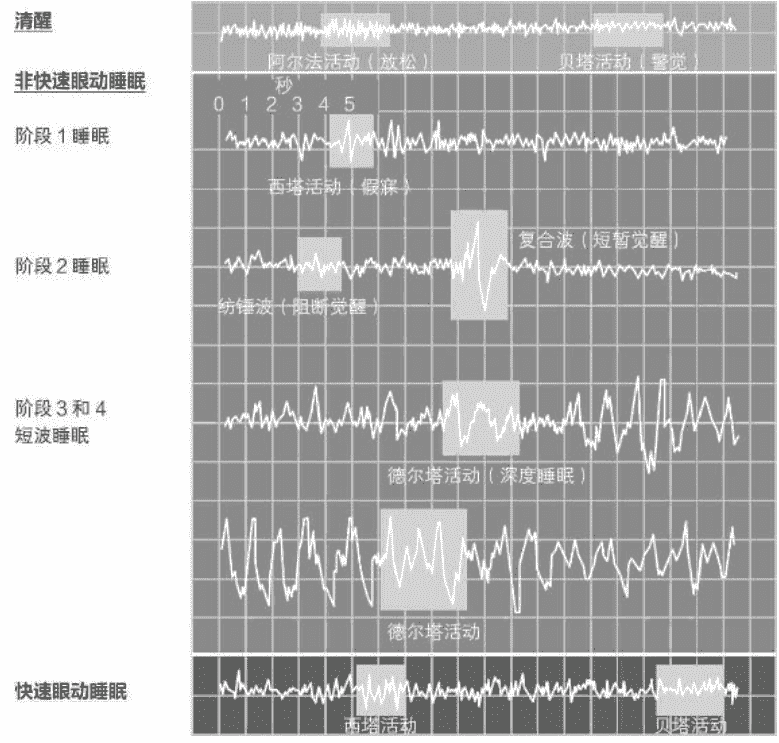 清醒
阿尔法活动（放松）
贝塔活动（警觉）
非快速眼动睡眠
秒
0 1 2 3 4 5
阶段 1 睡眠
西塔活动（假寐）
复合波（短暂觉醒）
阶段 2 睡眠
纺锤波（阻断觉醒）
阶段 3 和 4
短波睡眠
德尔塔活动（深度睡眠）
德尔塔活动
快速眼动睡眠
西塔活动
贝塔活动